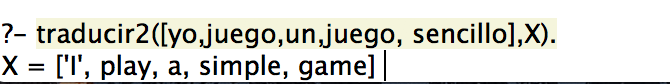 ?- traducir2([yo,juego,un,juego, sencillo],X).
X = ['I', play, a, simple, game]